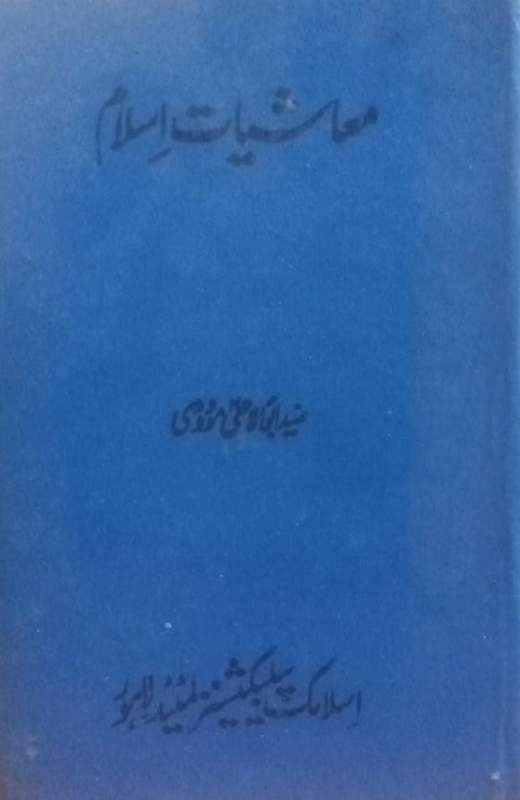 معاشیات اسلام
سید ابوالاعلیٰ مودودی
اسلامک پبلیکیشنز لمیٹڈ لاہور